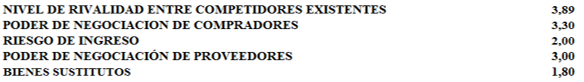 NIVEL DE RIVALIDAD ENTRE COMPETIDORES EXISTENTES 3,89
PODER DE NEGOCIACION DE COMPRADORES 3,30
RIESGO DE INGRESO 2,00
PODER DE NEGOCIACIÓN DE PROVEEDORES 3,00
BIENES SUSTITUTOS 1,80